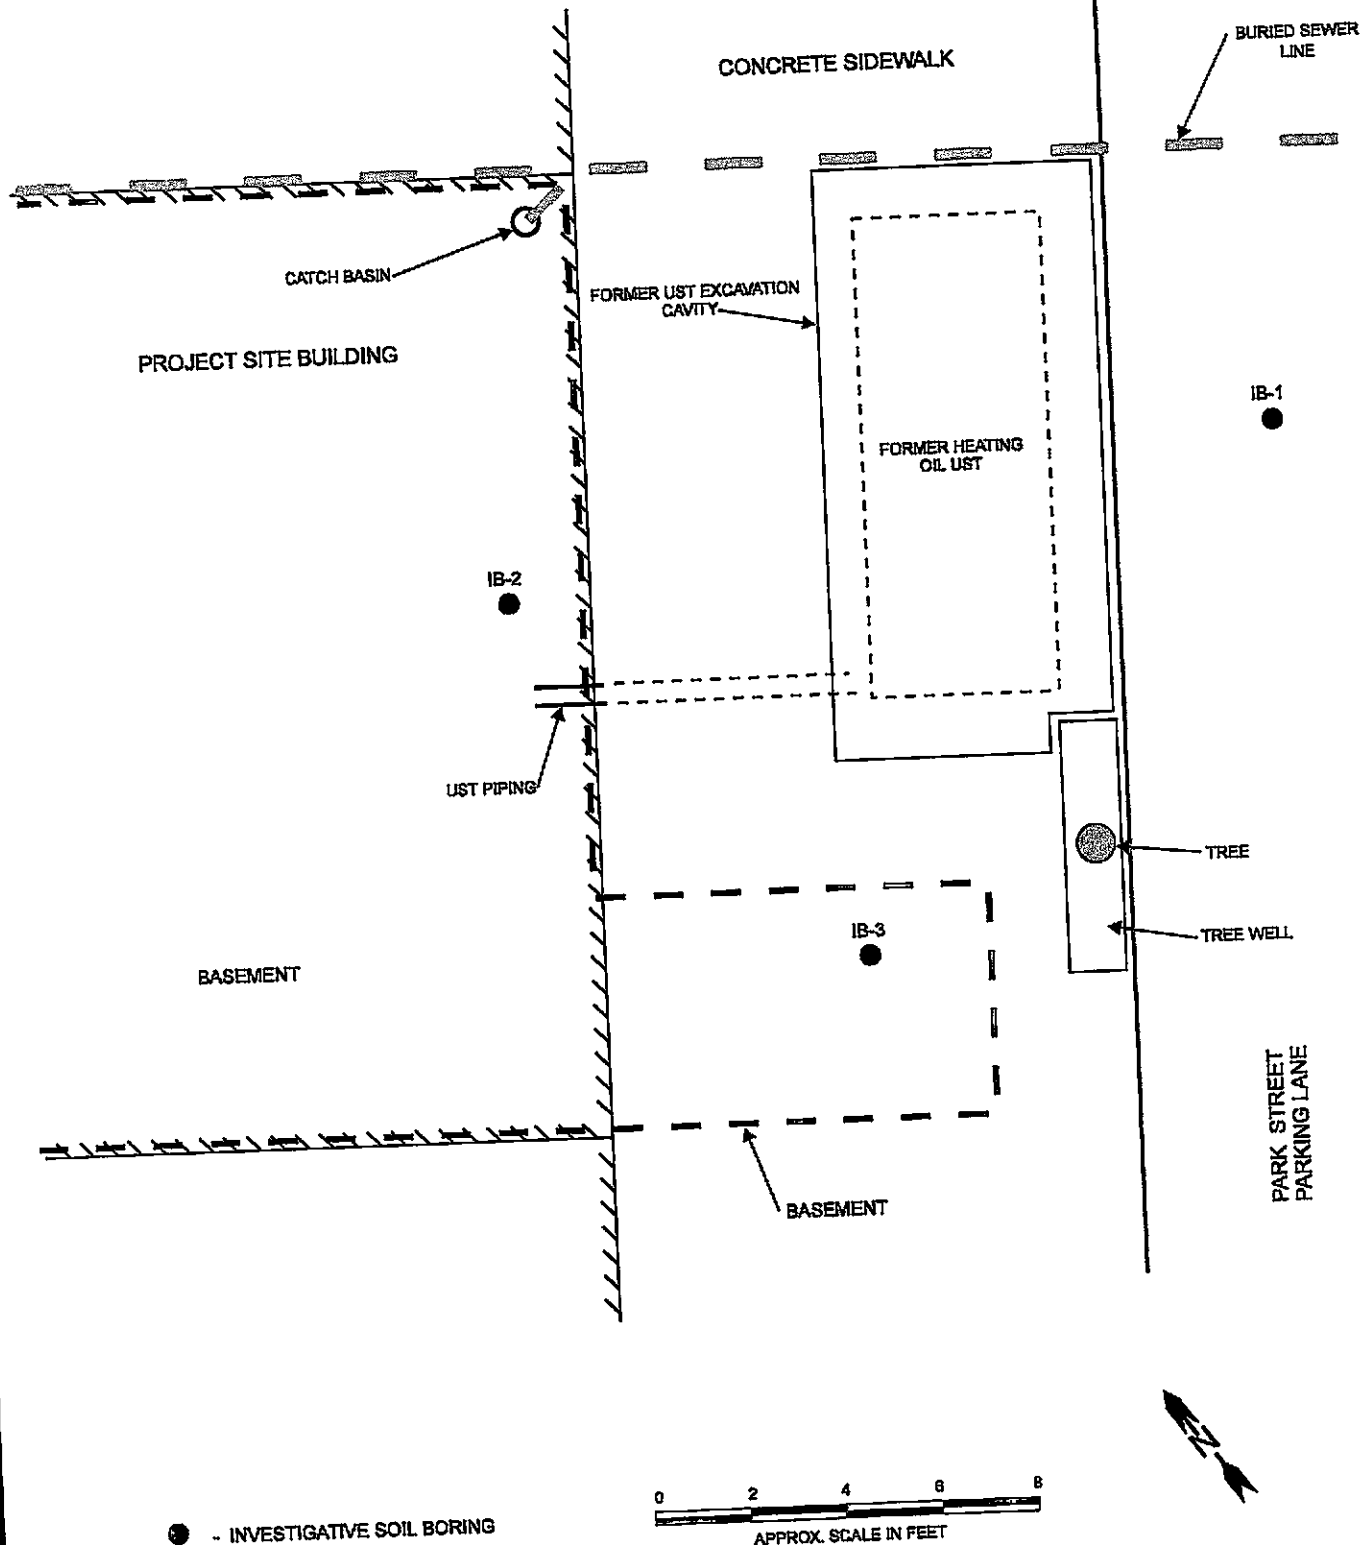 BURIED SEWER
LINE
CONCRETE SIDEWALK
CATCH BASIN
FORMER UST EXCAVATION
CAVITY
PROJECT SITE BUILDING
IB-1
FORMER HEATING
OIL UST
IB-2
UST PIPING
TREE
IB-3
TREE WELL
BASEMENT
PARK STREET
PARKING LANE
BASEMENT
N
0 2 4 6 8
APPROX. SCALE IN FEET
- INVESTIGATIVE SOIL BORING